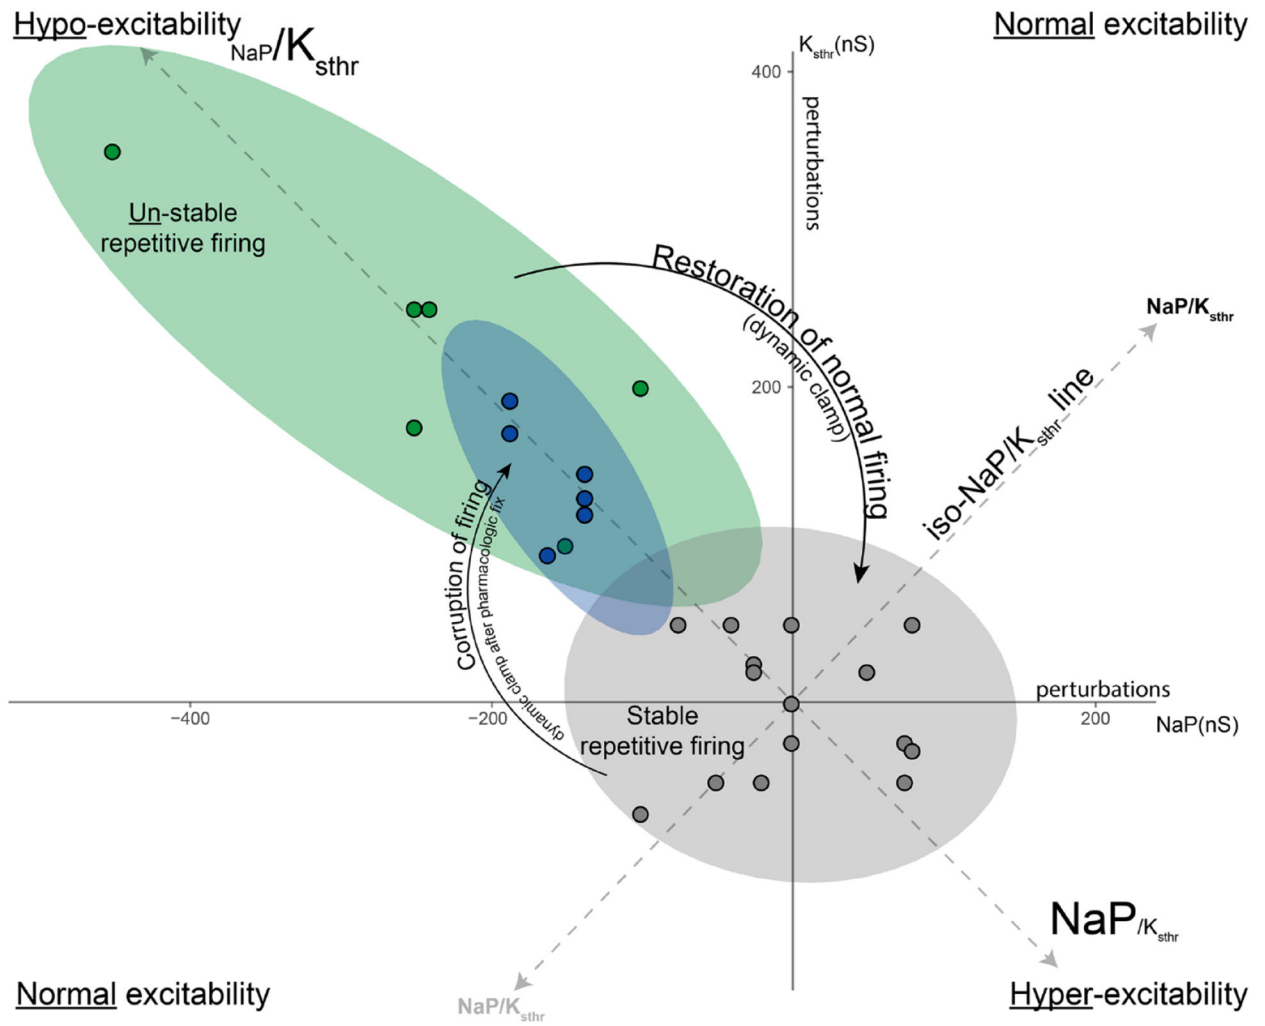 Hypo-excitability
NaP/Ksthr
Normal excitability
Ksthr(nS)
400
perturbations
Un-stable
repetitive firing
Restoration of normal firing
(dynamic clamp)
NaP/Ksthr
200
iso-NaP/Ksthr line
Corruption of firing
dynamic clamp after pharmacologic fix
perturbations
−400
−200
200
NaP(nS)
Stable
repetitive firing
NaP/Ksthr
Normal excitability
NaP/Ksthr
Hyper-excitability